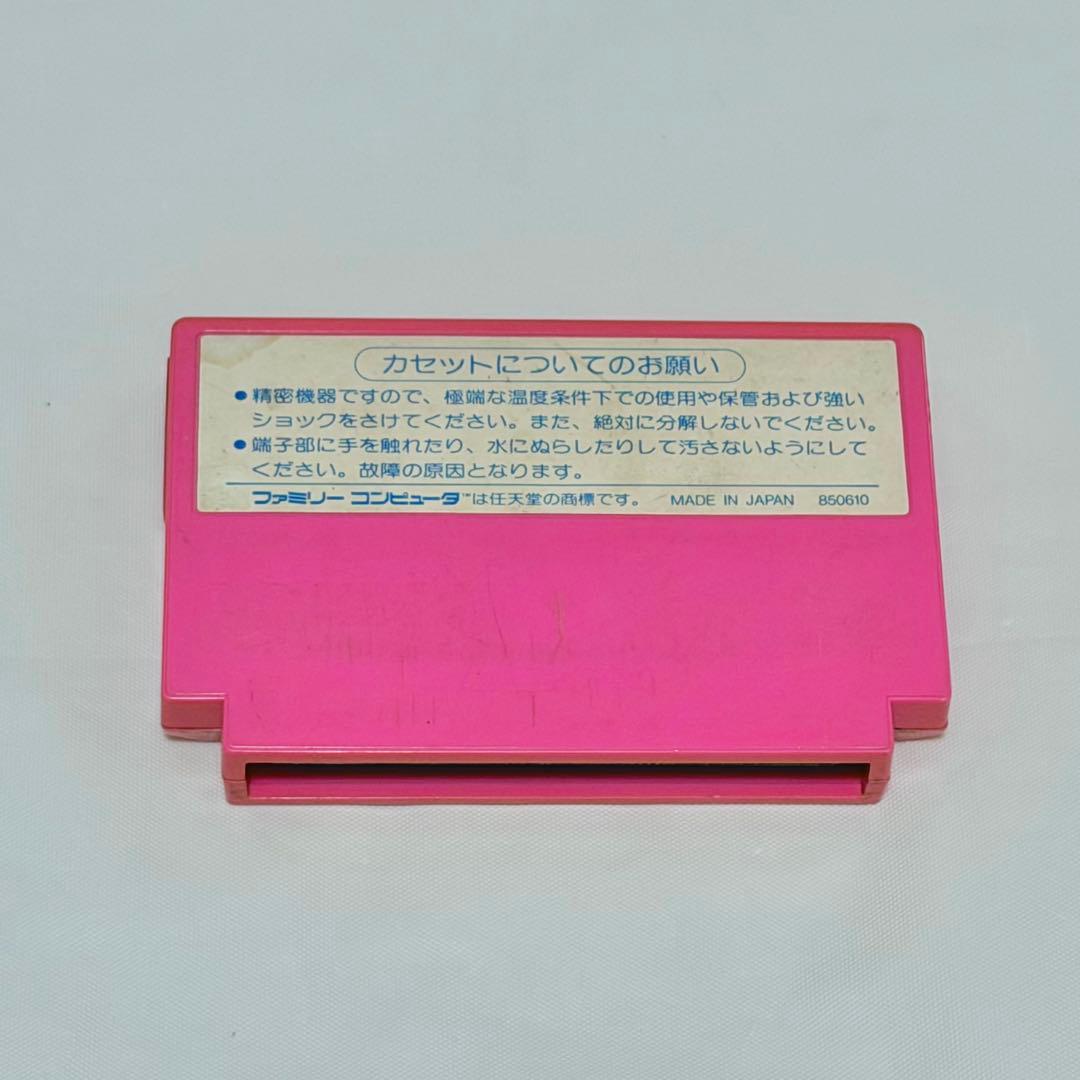 カセットについてのお願い
●精密機器ですので、極端な温度条件下での使用や保管および強い
ショックをさけてください。また、絶対に分解しないでください。
●端子部に手を触れたり、水にぬらしたりして汚さないようにして
ください。故障の原因となります。
ファミリー コンピュータ™は任天堂の商標です。 MADE IN JAPAN 850610